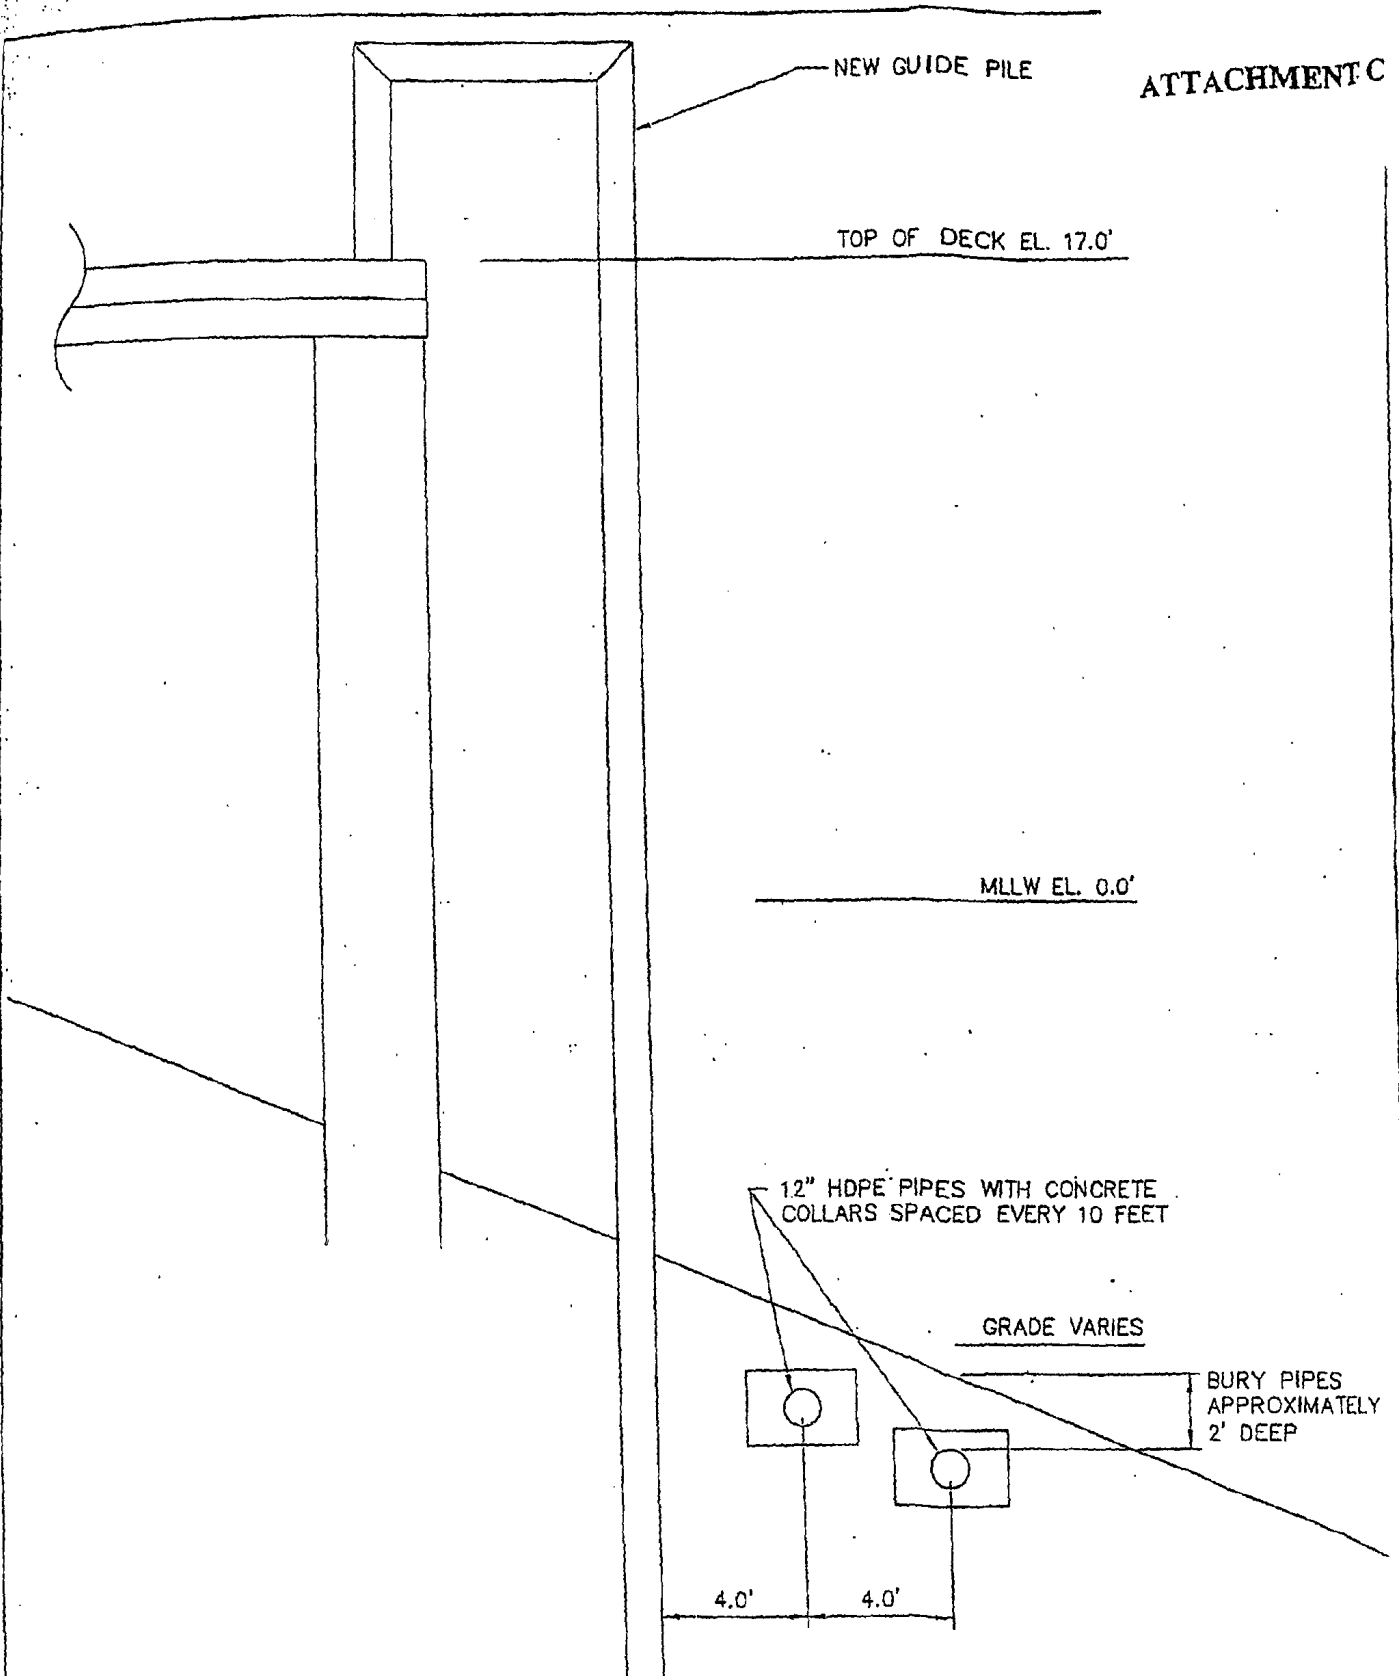 NEW GUIDE PILE
ATTACHMENT C
TOP OF DECK EL. 17.0'
MLLW EL. 0.0'
12" HDPE PIPES WITH CONCRETE
COLLARS SPACED EVERY 10 FEET
GRADE VARIES
BURY PIPES
APPROXIMATELY
2' DEEP
4.0'
4.0'